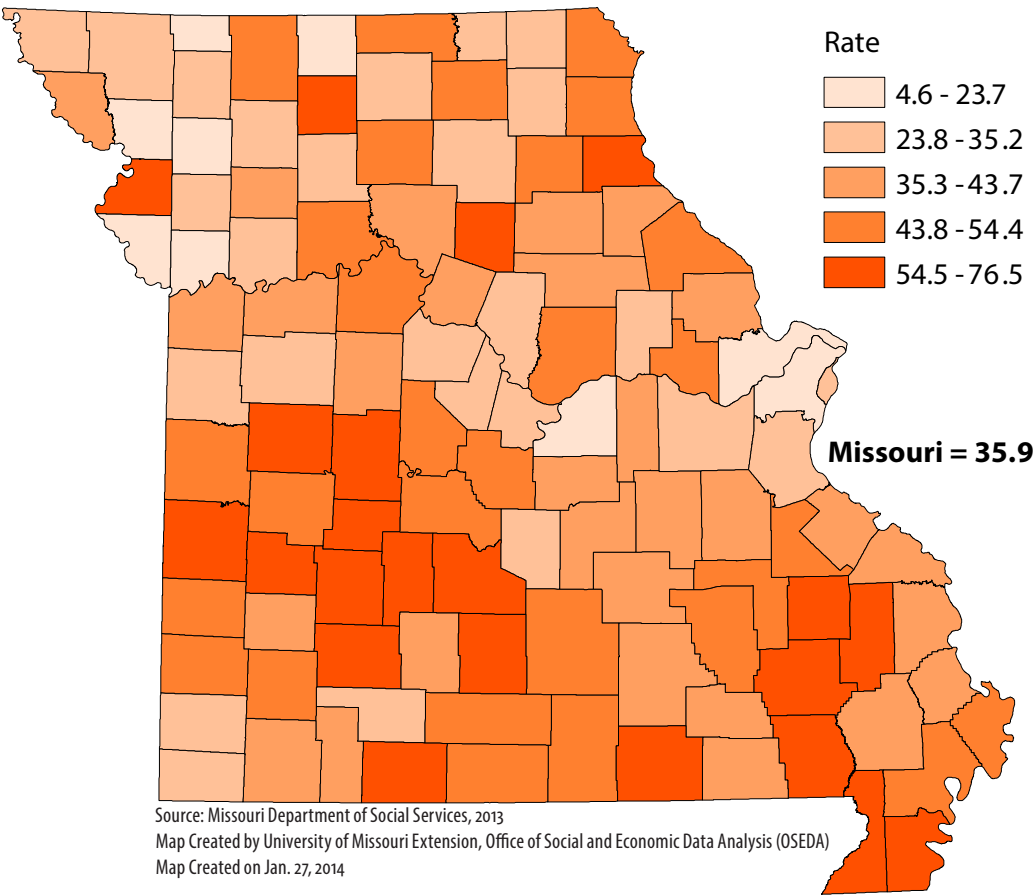 Rate
4.6 - 23.7
23.8 - 35.2
35.3 - 43.7
43.8 - 54.4
54.5 - 76.5
Missouri = 35.9
Source: Missouri Department of Social Services, 2013
Map Created by University of Missouri Extension, Office of Social and Economic Data Analysis (OSEDA)
Map Created on Jan. 27, 2014